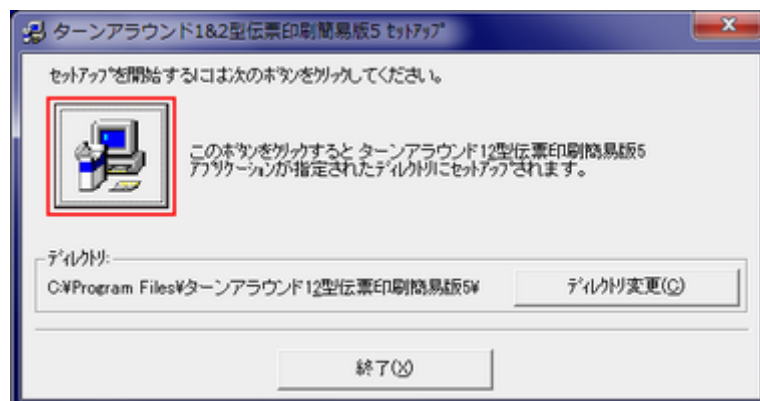 ターンアラウンド1&2型伝票印刷簡易版5 ｾｯﾄｱｯﾌﾟ
ｾｯﾄｱｯﾌﾟを開始するには次のﾎﾞﾀﾝをｸﾘｯｸしてください。
このﾎﾞﾀﾝをｸﾘｯｸすると ターンアラウンド12型伝票印刷簡易版5
ｱﾌﾟﾘｹｰｼｮﾝが指定されたﾃﾞｨﾚｸﾄﾘにｾｯﾄｱｯﾌﾟされます。
ﾃﾞｨﾚｸﾄﾘ:
C:¥Program Files¥ターンアラウンド12型伝票印刷簡易版5¥
ﾃﾞｨﾚｸﾄﾘ変更(C)
終了(X)